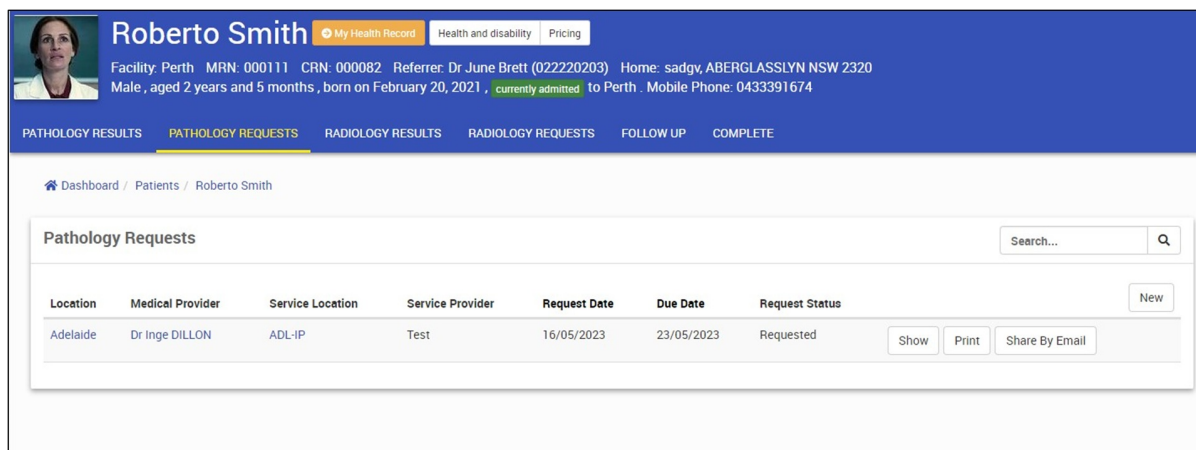 Roberto Smith My Health Record Health and disability Pricing
Facility: Perth MRN: 000111 CRN: 000082 Referrer: Dr June Brett (022220203) Home: sadgv, ABERGLASSLYN NSW 2320
Male , aged 2 years and 5 months , born on February 20, 2021 , currently admitted to Perth . Mobile Phone: 0433391674
PATHOLOGY RESULTS PATHOLOGY REQUESTS RADIOLOGY RESULTS RADIOLOGY REQUESTS FOLLOW UP COMPLETE
Dashboard / Patients / Roberto Smith
Pathology Requests Search...
Location Medical Provider Service Location Service Provider Request Date Due Date Request Status New
Adelaide Dr Inge DILLON ADL-IP Test 16/05/2023 23/05/2023 Requested Show Print Share By Email